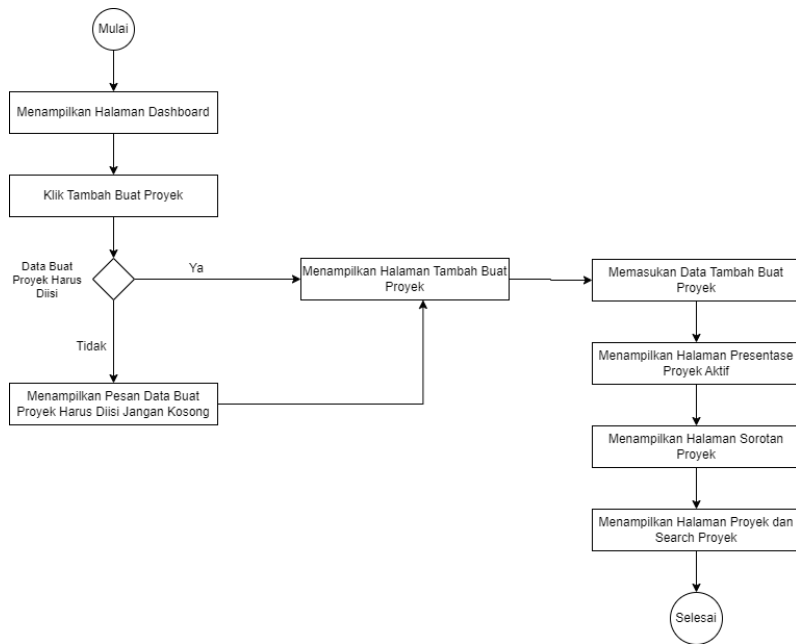 Mulai
Menampilkan Halaman Dashboard
Klik Tambah Buat Proyek
Data Buat
Proyek Harus
Diisi
Ya
Tidak
Menampilkan Pesan Data Buat
Proyek Harus Diisi Jangan Kosong
Menampilkan Halaman Tambah Buat
Proyek
Memasukan Data Tambah Buat
Proyek
Menampilkan Halaman Presentase
Proyek Aktif
Menampilkan Halaman Sorotan
Proyek
Menampilkan Halaman Proyek dan
Search Proyek
Selesai